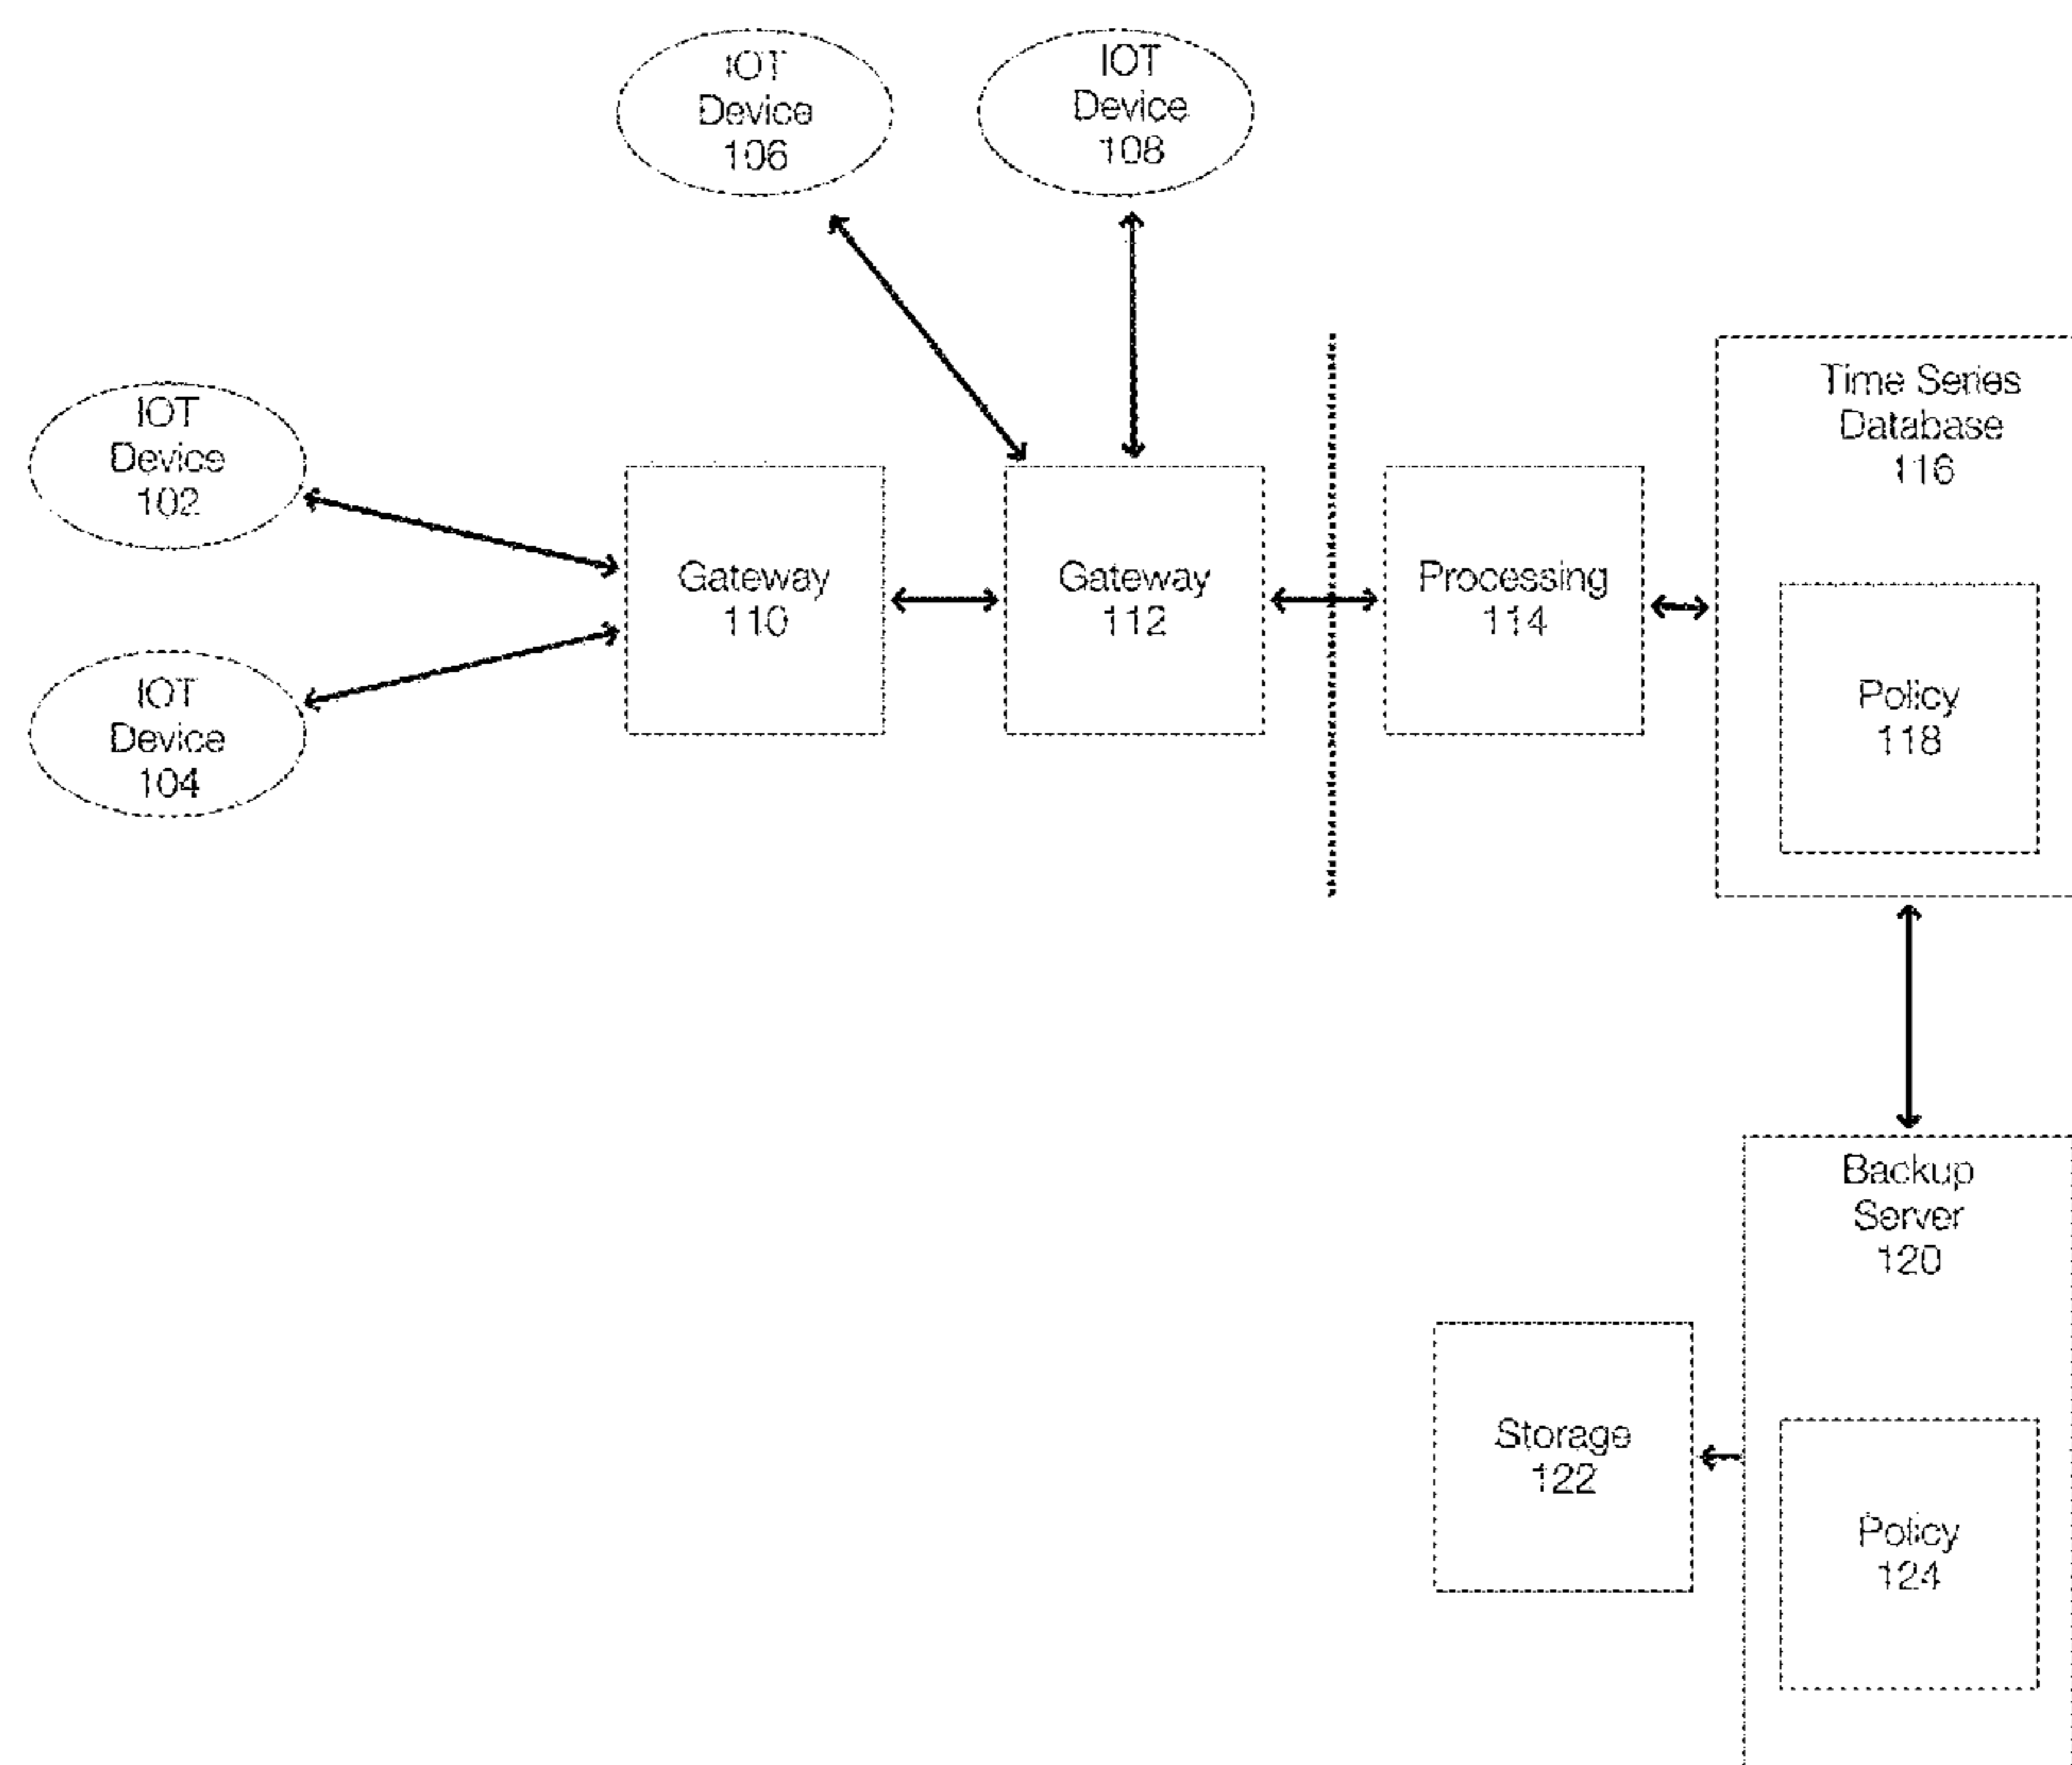 IOT
Device
106
IOT
Device
108
IOT
Device
102
IOT
Device
104
Gateway
110
Gateway
112
Processing
114
Time Series
Database
116
Policy
118
Backup
Server
120
Storage
122
Policy
124